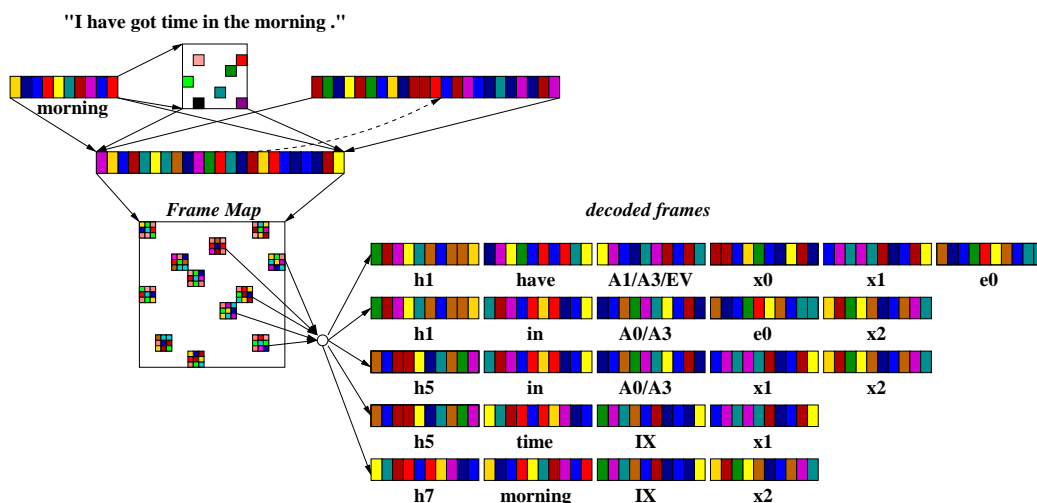 "I have got time in the morning ."
morning
Frame Map
decoded frames
h1 have A1/A3/EV x0 x1 e0
h1 in A0/A3 e0 x2
h5 in A0/A3 x1 x2
h5 time IX x1
h7 morning IX x2